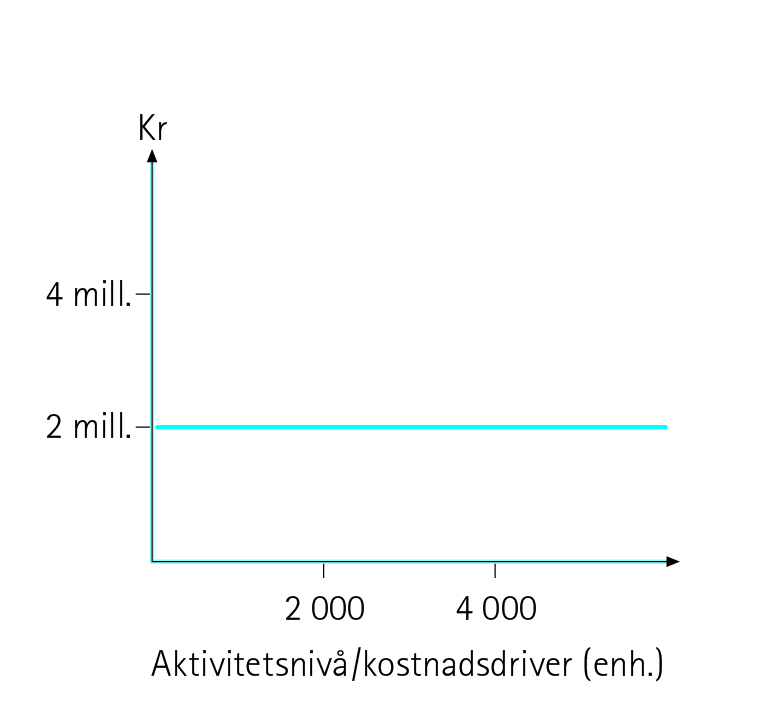 Kr
4 mill.
2 mill.
2 000 4 000
Aktivitetsnivå/kostnadsdriver (enh.)